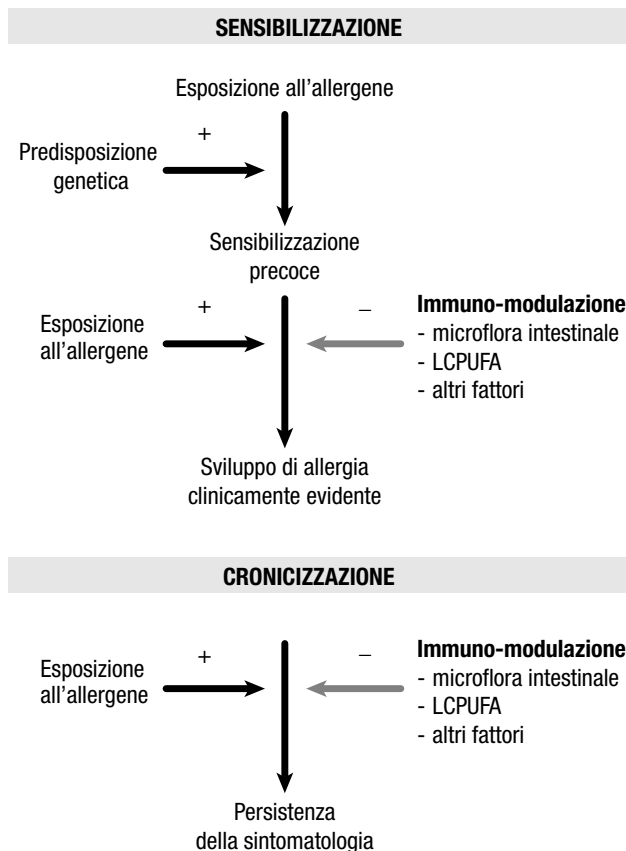 SENSIBILIZZAZIONE
Esposizione all'allergene
+
Predisposizione
genetica
Sensibilizzazione
precoce
+
Esposizione
all'allergene
–
Immuno-modulazione
- microflora intestinale
- LCPUFA
- altri fattori
Sviluppo di allergia
clinicamente evidente
CRONICIZZAZIONE
+
Esposizione
all'allergene
–
Immuno-modulazione
- microflora intestinale
- LCPUFA
- altri fattori
Persistenza
della sintomatologia